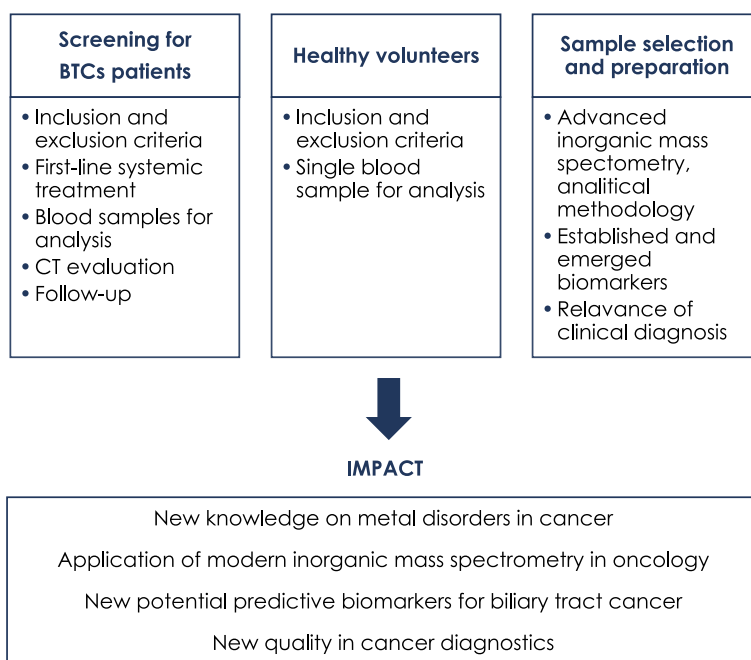 Screening for
BTCs patients
• Inclusion and
exclusion criteria
• First-line systemic
treatment
• Blood samples for
analysis
• CT evaluation
• Follow-up
Healthy volunteers
• Inclusion and
exclusion criteria
• Single blood
sample for analysis
Sample selection
and preparation
• Advanced
inorganic mass
spectometry,
analitical
methodology
• Established and
emerged
biomarkers
• Relavance of
clinical diagnosis
IMPACT
New knowledge on metal disorders in cancer
Application of modern inorganic mass spectrometry in oncology
New potential predictive biomarkers for biliary tract cancer
New quality in cancer diagnostics